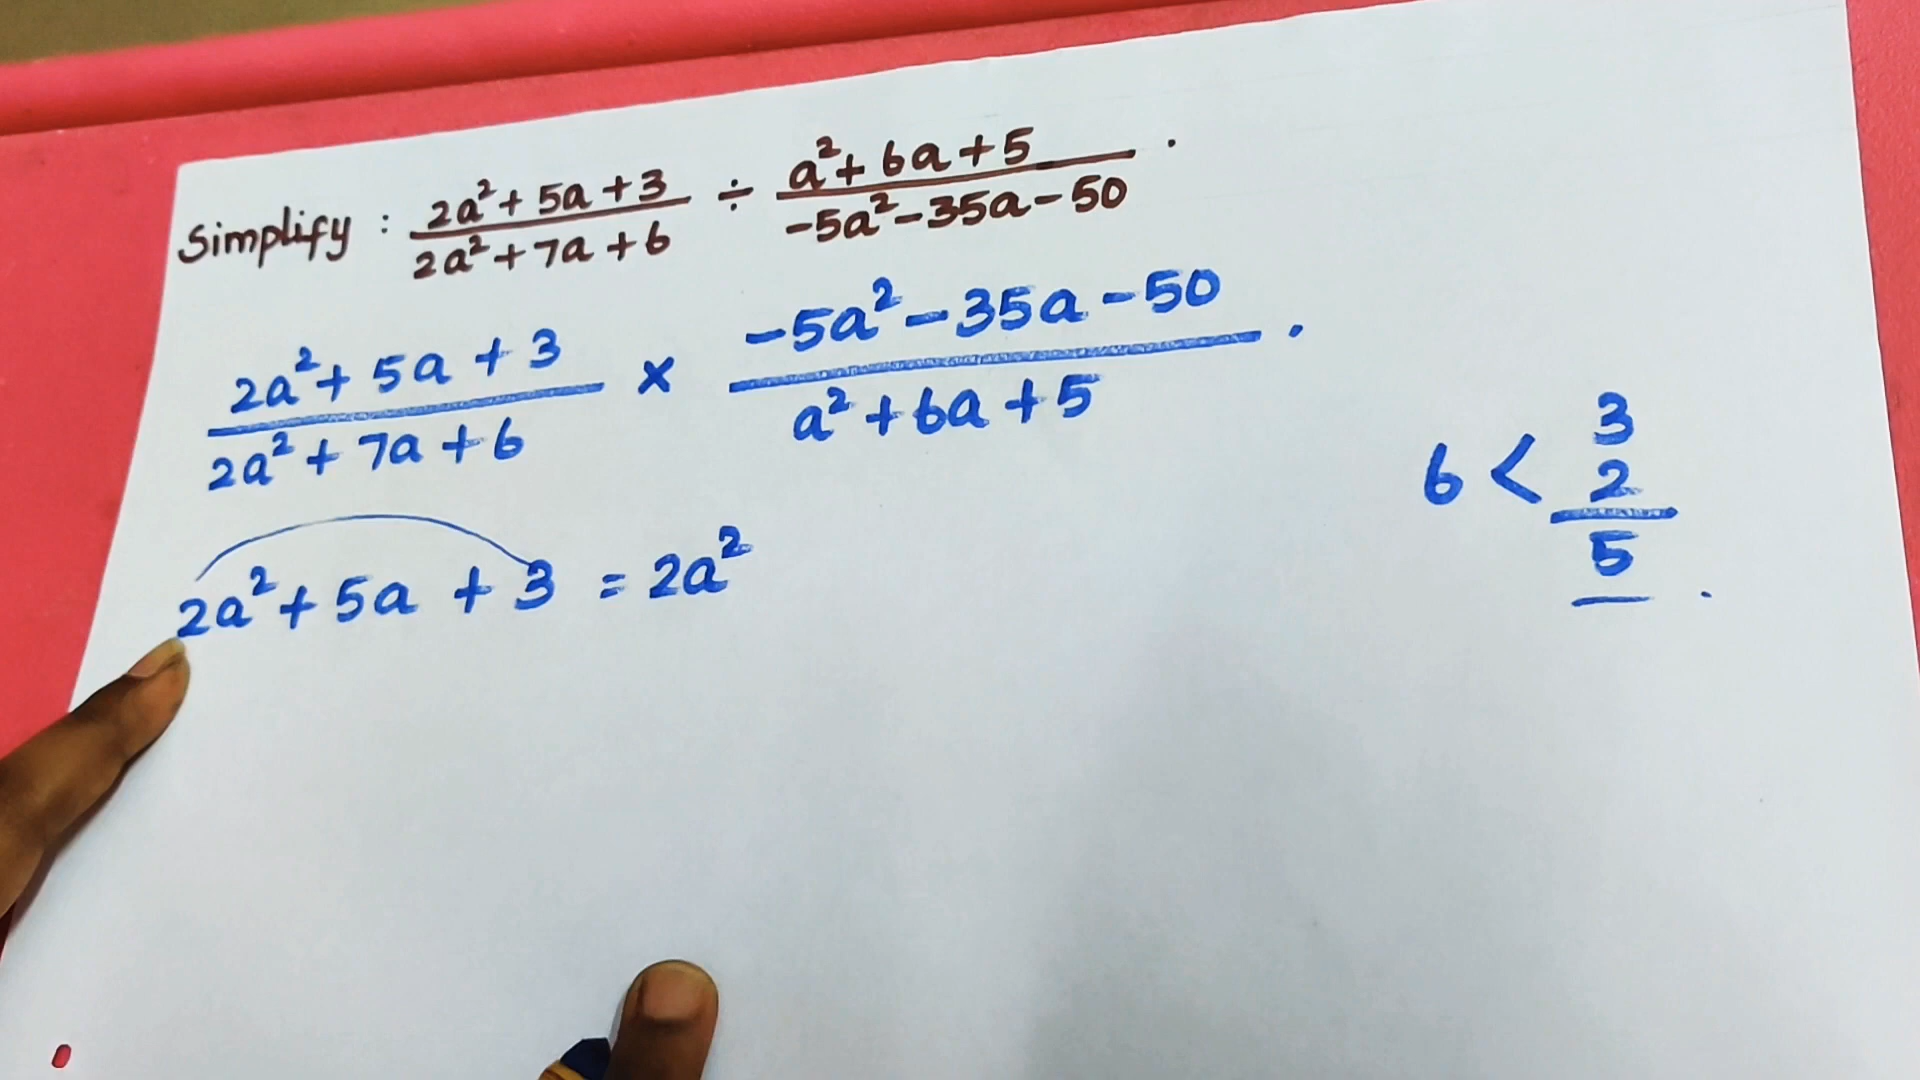 Simplify : 2a²+5a+3 / 2a²+7a+6 ÷ a²+6a+5 / -5a²-35a-50 .
2a²+5a+3 / 2a²+7a+6 × -5a²-35a-50 / a²+6a+5 .
6 < 3
2
5 .
2a²+5a+3 = 2a²